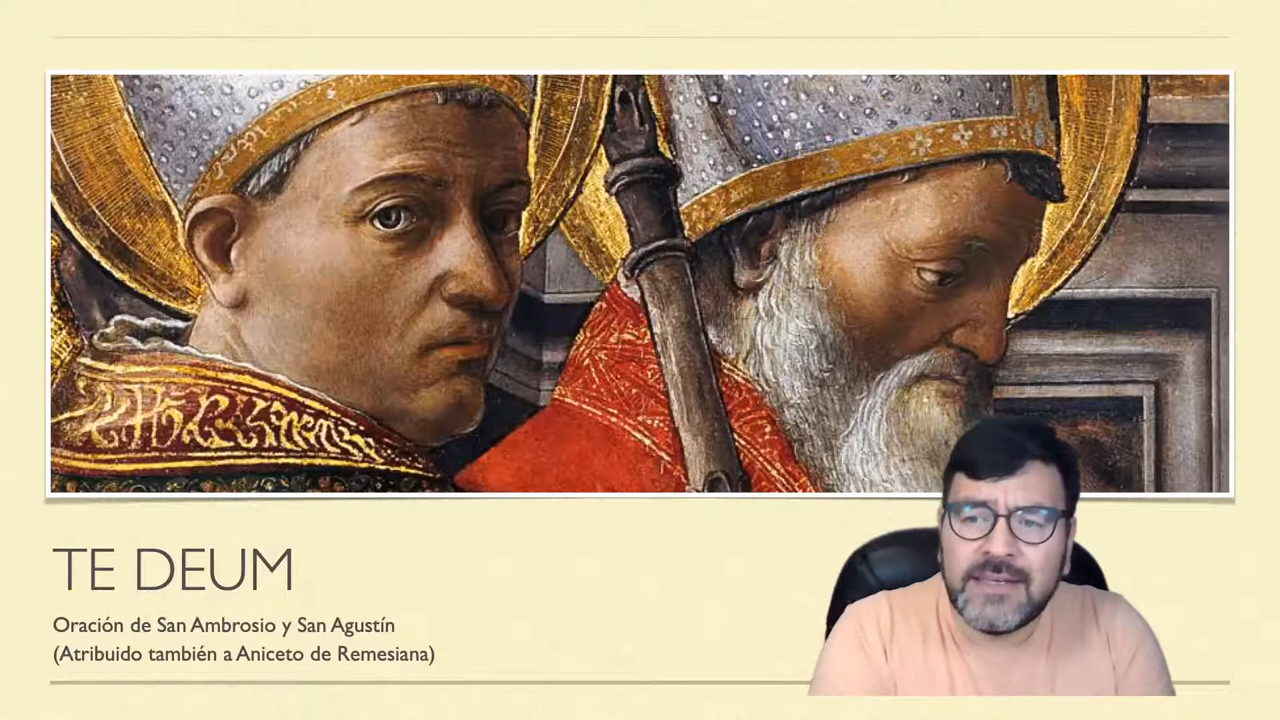 TE DEUM
Oración de San Ambrosio y San Agustín
(Atribuido también a Aniceto de Remesiana)